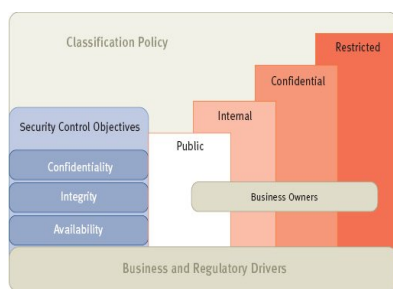 Classification Policy
Restricted
Confidential
Internal
Public
Security Control Objectives
Confidentiality
Integrity
Availability
Business Owners
Business and Regulatory Drivers